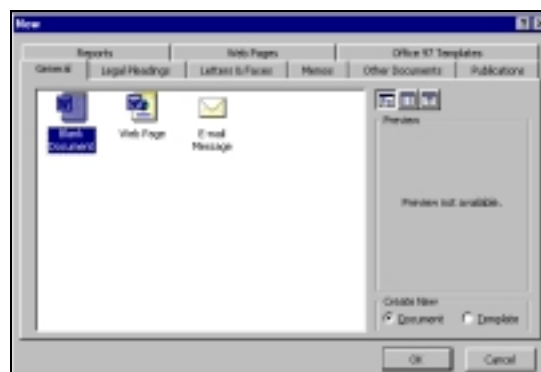 New
Reports Web Pages Office 97 Templates
General Legal Pleadings Letters & Faxes Memos Other Documents Publications
Blank Document
Web Page
E-mail Message
Preview
Preview not available.
Create New
Document Template
OK Cancel